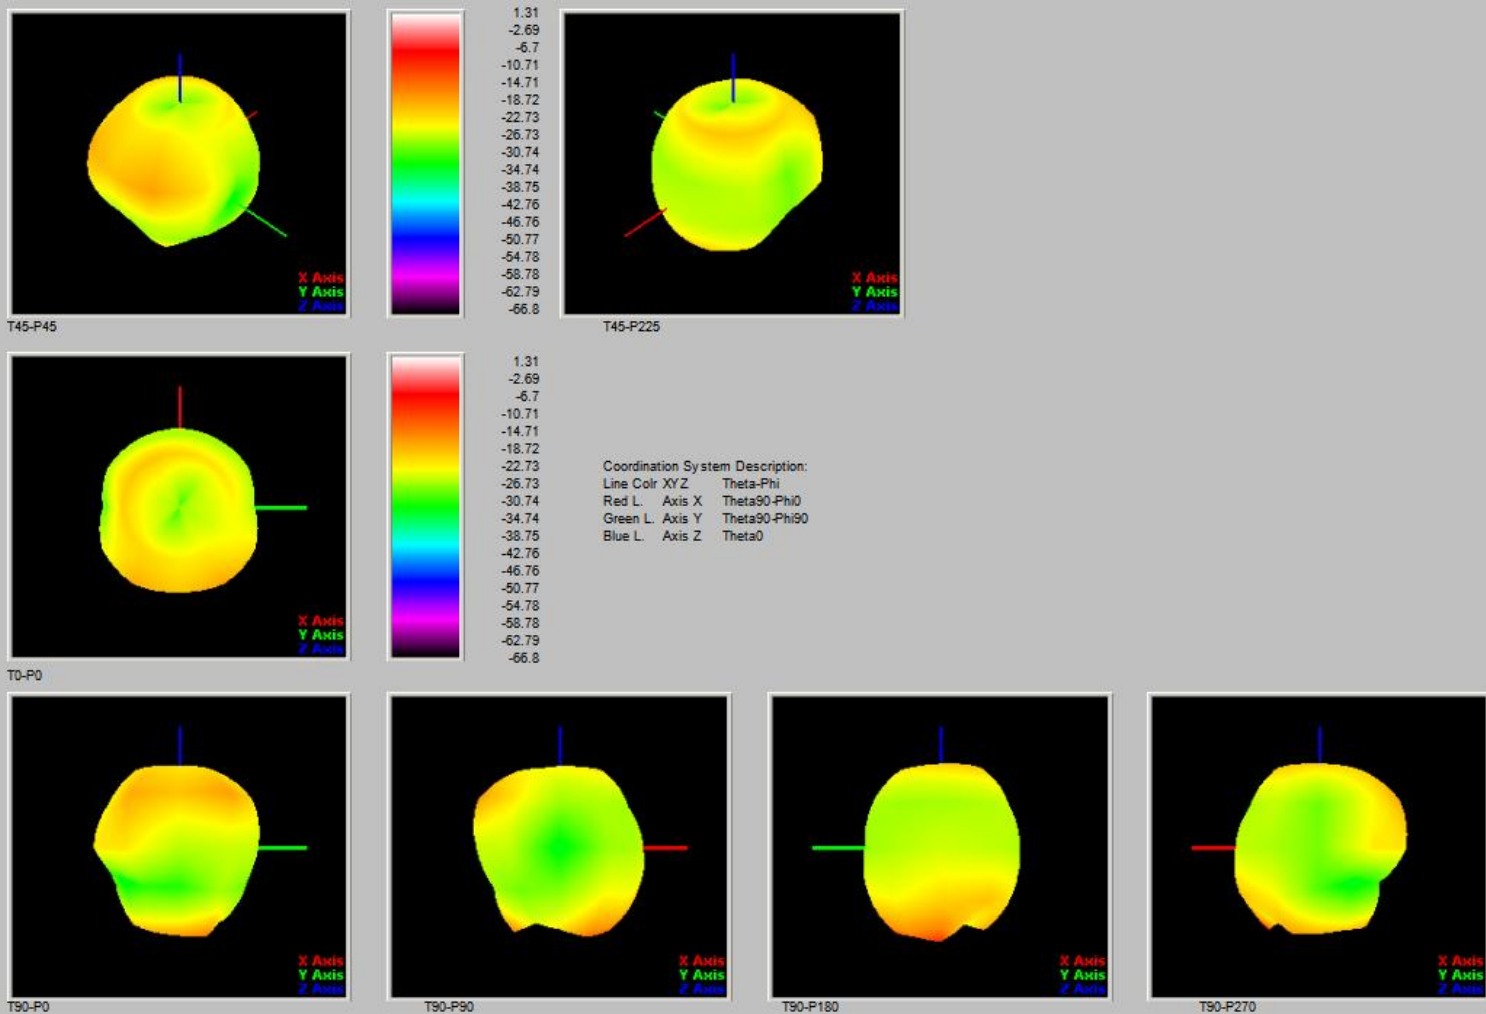 1.31
-2.69
-6.7
-10.71
-14.71
-18.72
-22.73
-26.73
-30.74
-34.74
-38.75
-42.76
-46.76
-50.77
-54.78
-58.78
-62.79
-66.8
X Axis
Y Axis
Z Axis
X Axis
Y Axis
Z Axis
T45-P45
T45-P225
1.31
-2.69
-6.7
-10.71
-14.71
-18.72
-22.73
-26.73
-30.74
-34.74
-38.75
-42.76
-46.76
-50.77
-54.78
-58.78
-62.79
-66.8
Coordination System Description:
Line Colr XYZ Theta-Phi
Red L. Axis X Theta90-Phi0
Green L. Axis Y Theta90-Phi90
Blue L. Axis Z Theta0
X Axis
Y Axis
Z Axis
T0-P0
X Axis
Y Axis
Z Axis
X Axis
Y Axis
Z Axis
X Axis
Y Axis
Z Axis
X Axis
Y Axis
Z Axis
T90-P0
T90-P90
T90-P180
T90-P270